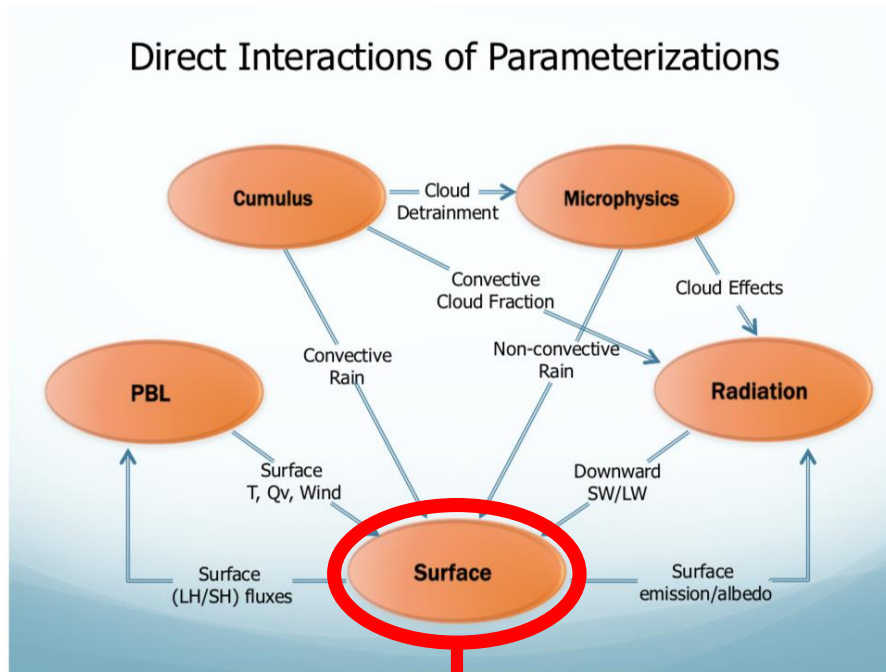 Direct Interactions of Parameterizations
Cumulus
Cloud
Detrainment
Microphysics
Convective
Cloud Fraction
Cloud Effects
Convective
Rain
Non-convective
Rain
PBL
Radiation
Surface
T, Qv, Wind
Downward
SW/LW
Surface
Surface
(LH/SH) fluxes
Surface
emission/albedo